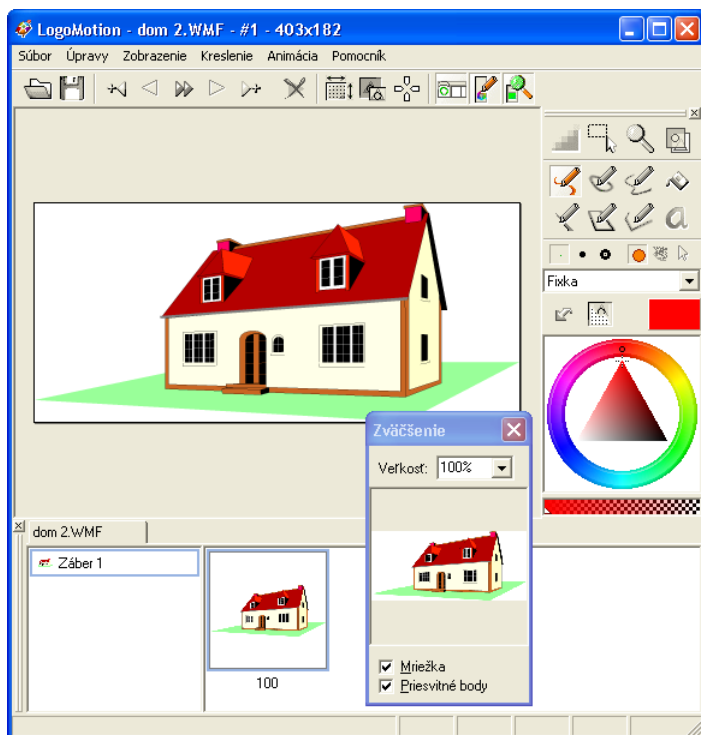 LogoMotion - dom 2.WMF - #1 - 403x182
Súbor Úpravy Zobrazenie Kreslenie Animácia Pomocník
Fixka
Zväčšenie
Veľkosť: 100%
dom 2.WMF
Záber 1
100
Mriežka
Priesvitné body